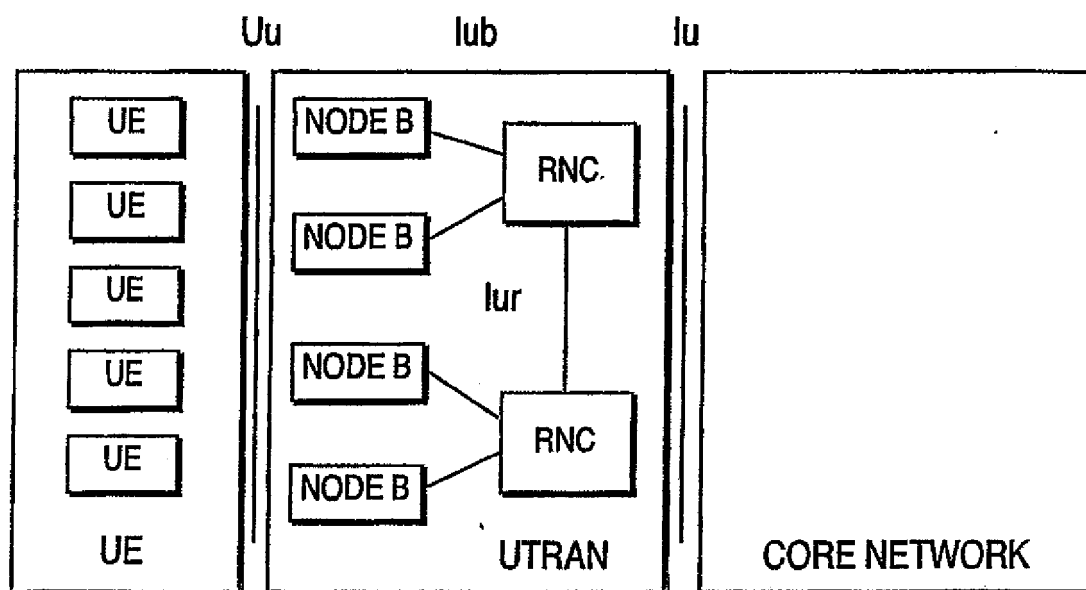 Uu Iub Iu
UE
UE
UE
UE
UE
UE
NODE B
NODE B
RNC
Iur
NODE B
NODE B
RNC
UTRAN
CORE NETWORK